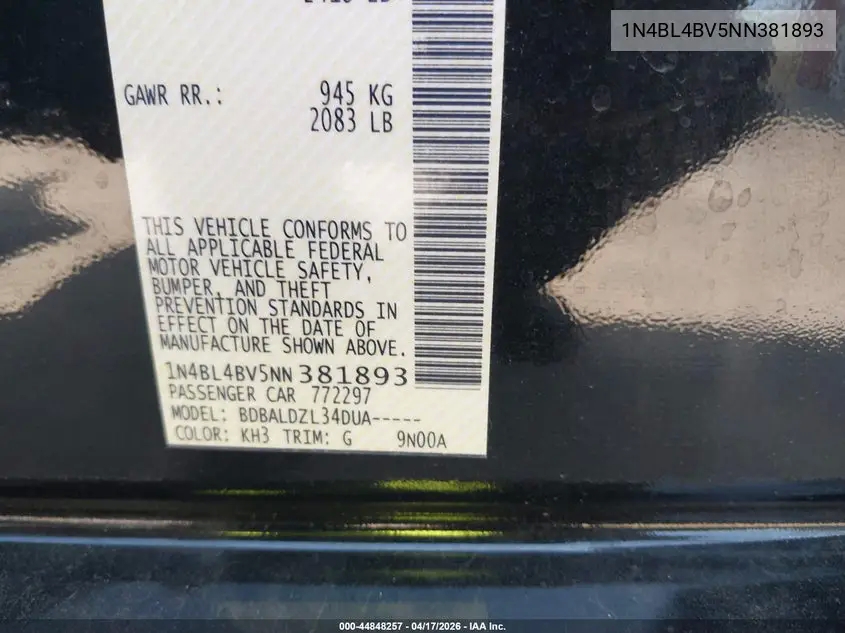 1N4BL4BV5NN381893
GAWR RR.: 945 KG
2083 LB
THIS VEHICLE CONFORMS TO
ALL APPLICABLE FEDERAL
MOTOR VEHICLE SAFETY,
BUMPER, AND THEFT
PREVENTION STANDARDS IN
EFFECT ON THE DATE OF
MANUFACTURE SHOWN ABOVE.
1N4BL4BV5NN381893
PASSENGER CAR 772297
MODEL: BDBALDZL34DUA-----
COLOR: KH3 TRIM: G 9N00A
000-44848257 - 04/17/2026 - IAA Inc.